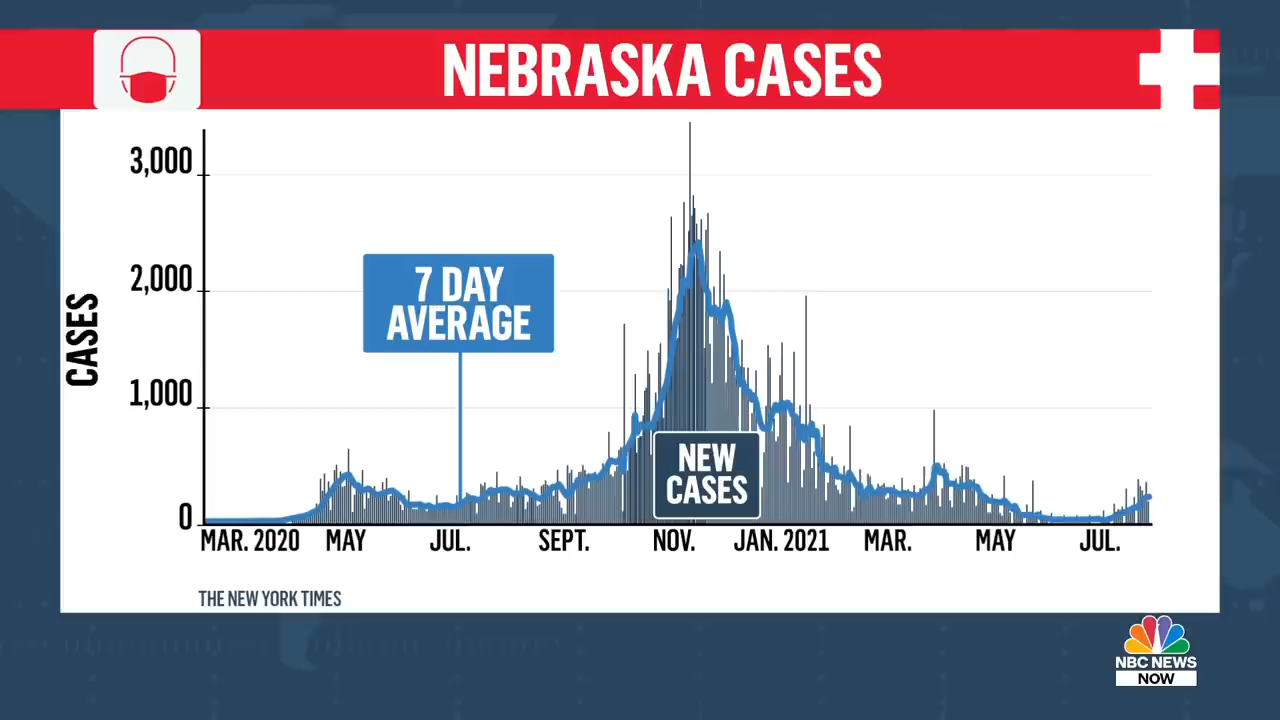 NEBRASKA CASES
CASES
3,000
2,000
1,000
0
7 DAY
AVERAGE
NEW
CASES
MAR. 2020 MAY JUL. SEPT. NOV. JAN. 2021 MAR. MAY JUL.
THE NEW YORK TIMES
NBC NEWS
NOW